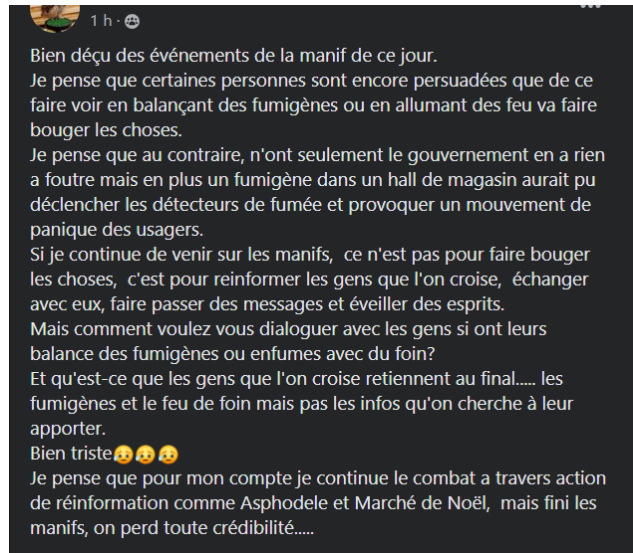 1 h ·
Bien déçu des événements de la manif de ce jour.
Je pense que certaines personnes sont encore persuadées que de ce
faire voir en balançant des fumigènes ou en allumant des feu va faire
bouger les choses.
Je pense que au contraire, n'ont seulement le gouvernement en a rien
a foutre mais en plus un fumigène dans un hall de magasin aurait pu
déclencher les détecteurs de fumée et provoquer un mouvement de
panique des usagers.
Si je continue de venir sur les manifs, ce n'est pas pour faire bouger
les choses, c'est pour reinformer les gens que l'on croise, échanger
avec eux, faire passer des messages et éveiller des esprits.
Mais comment voulez vous dialoguer avec les gens si ont leurs
balance des fumigènes ou enfumes avec du foin?
Et qu'est-ce que les gens que l'on croise retiennent au final..... les
fumigènes et le feu de foin mais pas les infos qu'on cherche à leur
apporter.
Bien triste😥😥😥
Je pense que pour mon compte je continue le combat a travers action
de réinformation comme Asphodele et Marché de Noël, mais fini les
manifs, on perd toute crédibilité.....